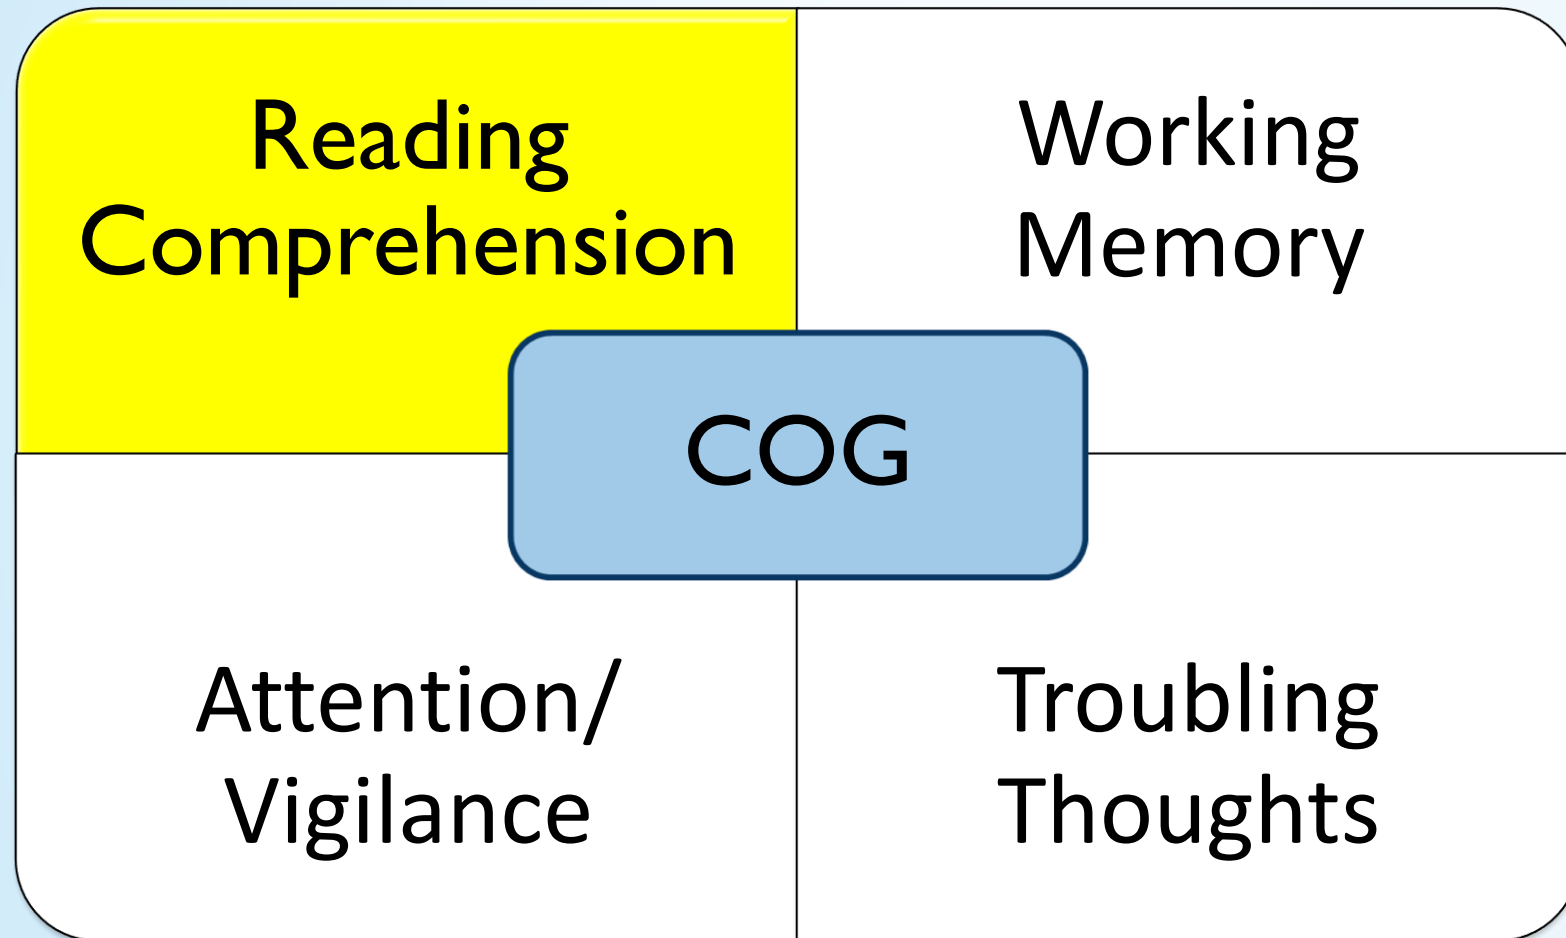 Reading
Comprehension
Working
Memory
COG
Attention/
Vigilance
Troubling
Thoughts